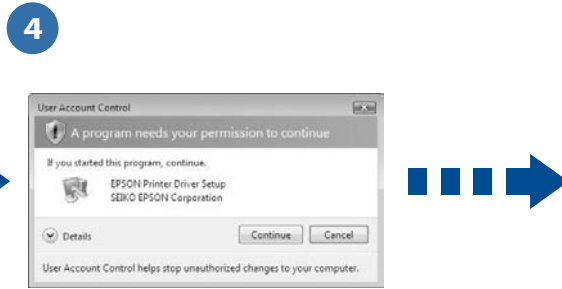 4
User Account Control
A program needs your permission to continue
If you started this program, continue.
EPSON Printer Driver Setup
SEIKO EPSON Corporation
Details
Continue
Cancel
User Account Control helps stop unauthorized changes to your computer.